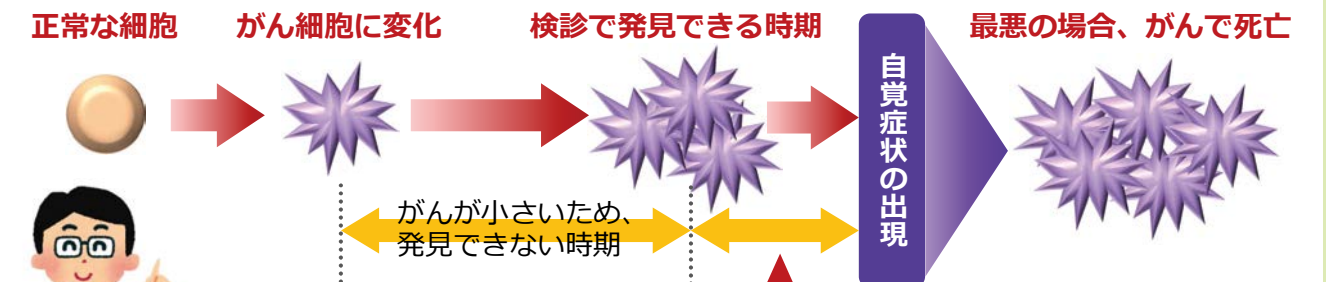 正常な細胞
がん細胞に変化
検診で発見できる時期
自覚症状の出現
最悪の場合、がんで死亡
がんが小さいため、
発見できない時期